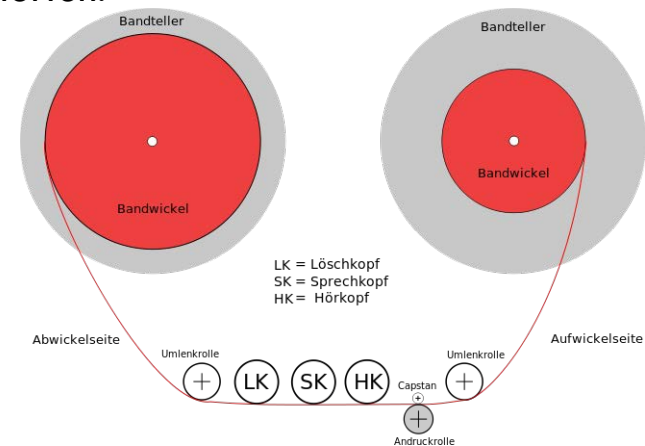 Bandteller
Bandteller
Bandwickel
Bandwickel
LK = Löschkopf
SK = Sprechkopf
HK = Hörkopf
Abwickelseite
Aufwickelseite
Umlenkrolle
Umlenkrolle
LK
SK
HK
Capstan
Andruckrolle